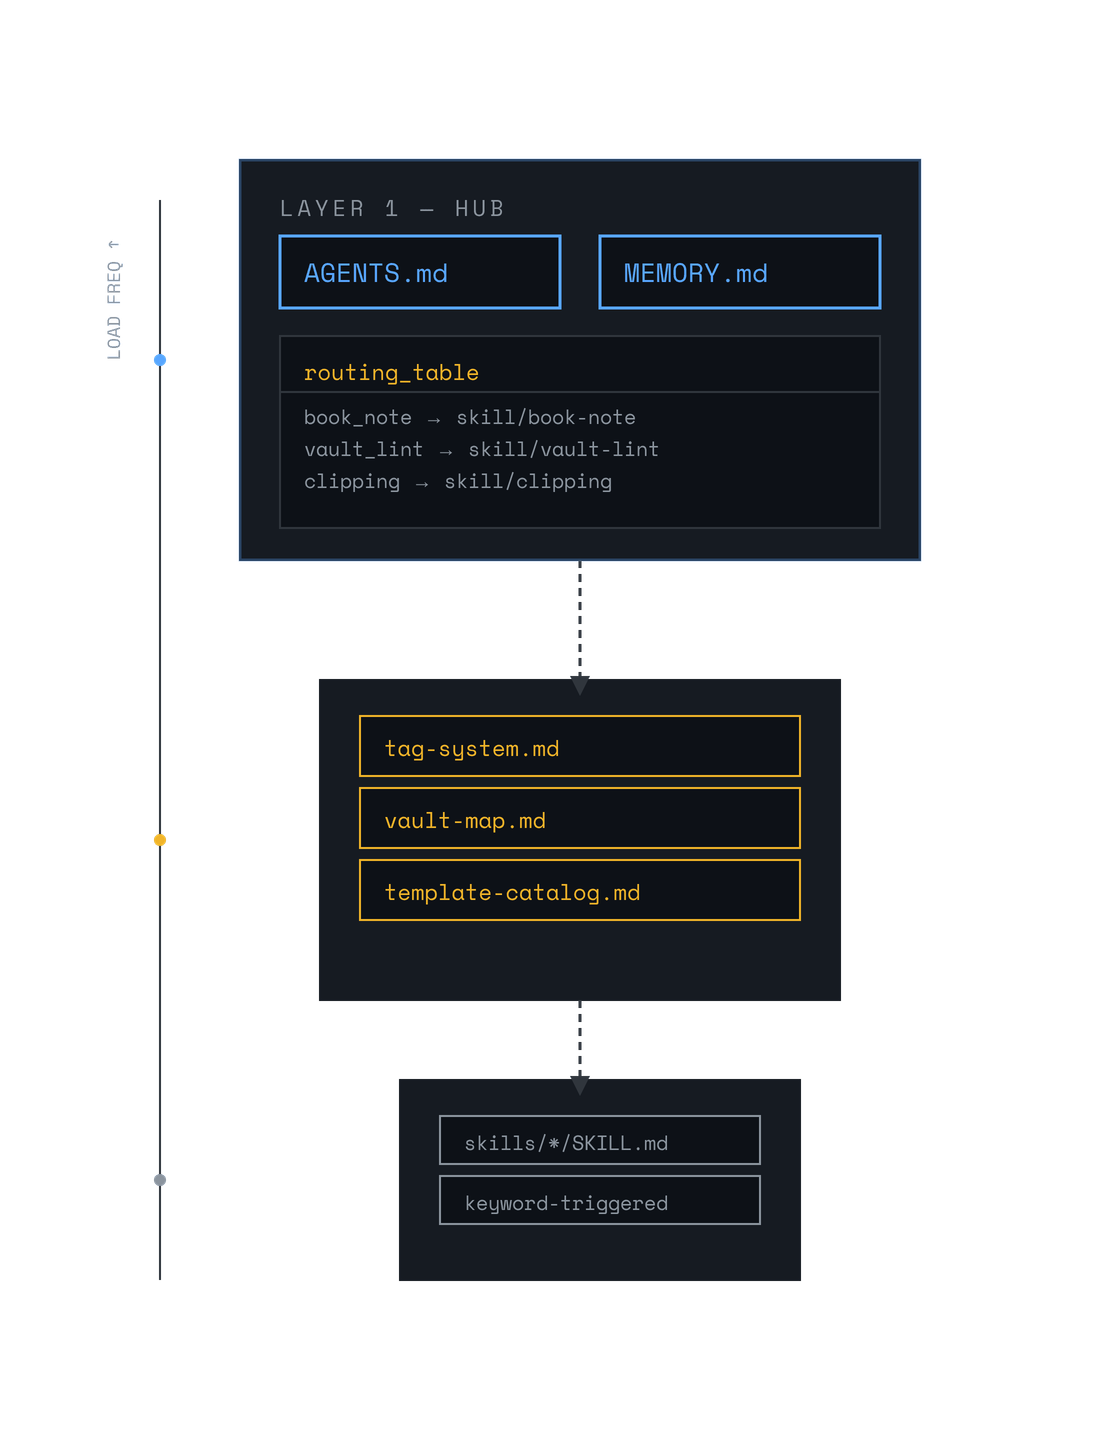 LAYER 1 — HUB
LOAD FREQ ↑
AGENTS.md
MEMORY.md
routing_table
book_note → skill/book-note
vault_lint → skill/vault-lint
clipping → skill/clipping
tag-system.md
vault-map.md
template-catalog.md
skills/*/SKILL.md
keyword-triggered